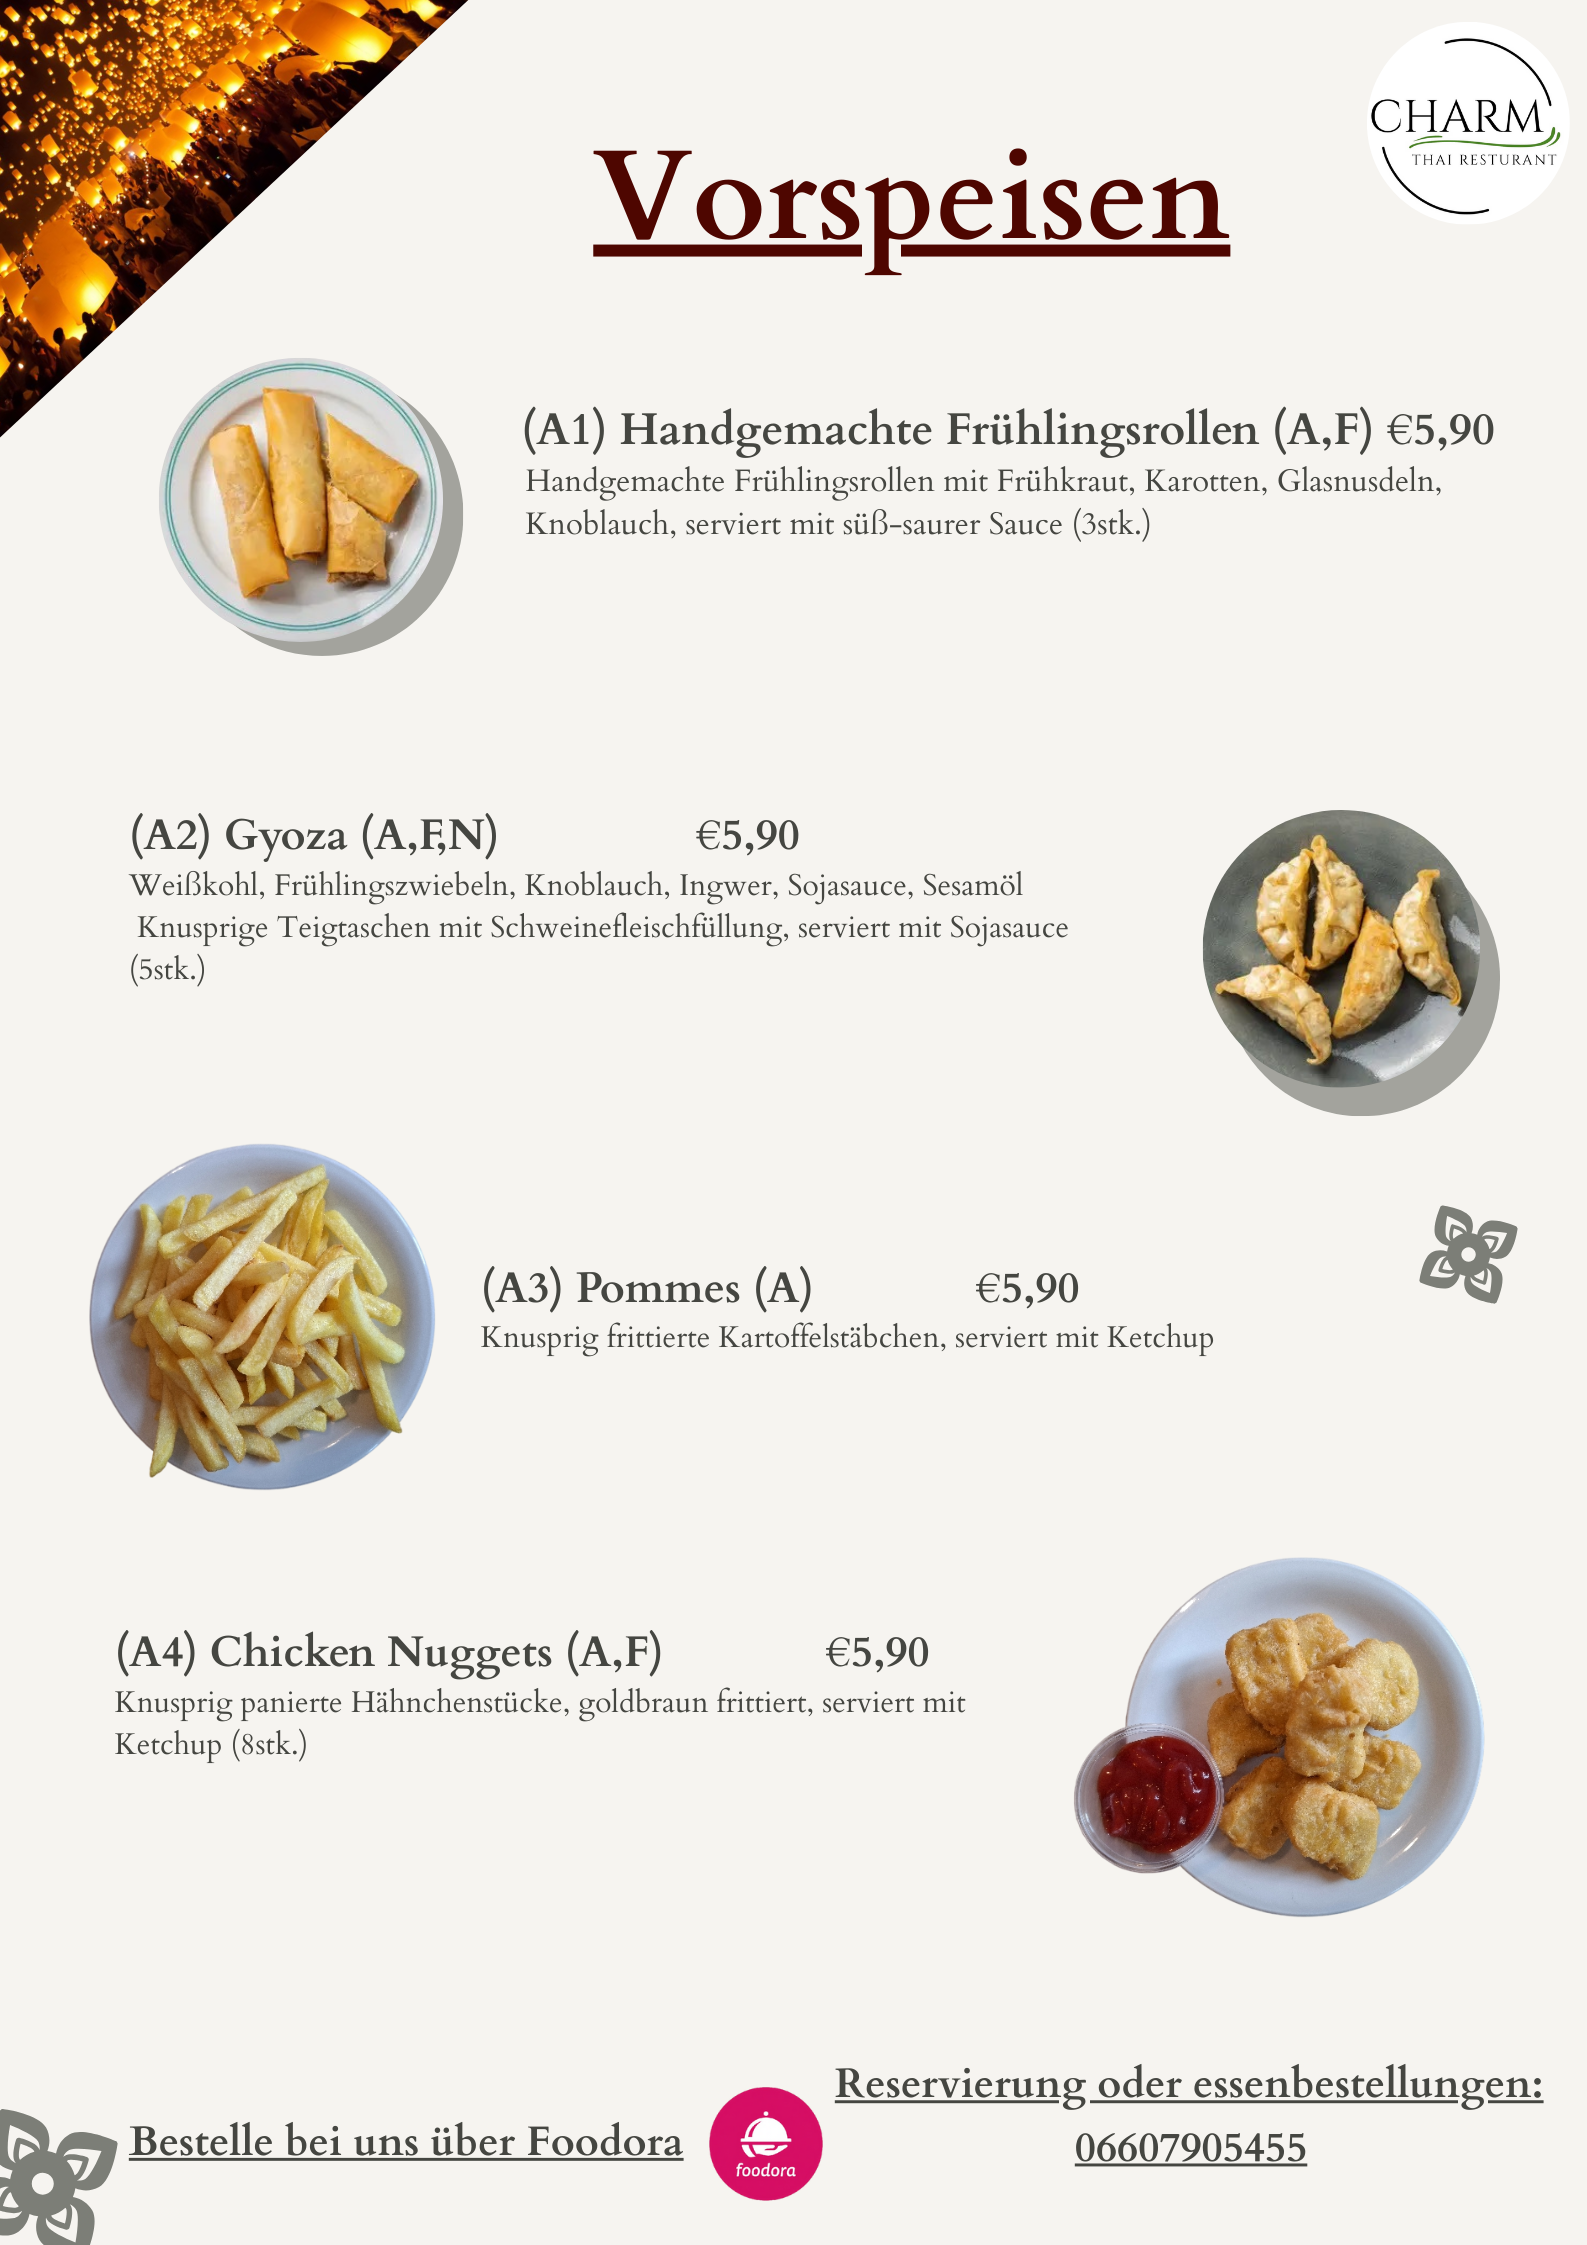 CHARM
THAI RESTURANT
Vorspeisen
(A1) Handgemachte Frühlingsrollen (A,F) €5,90
Handgemachte Frühlingsrollen mit Frühkraut, Karotten, Glasnusdeln,
Knoblauch, serviert mit süß-saurer Sauce (3stk.)
(A2) Gyoza (A,F,N) €5,90
Weißkohl, Frühlingszwiebeln, Knoblauch, Ingwer, Sojasauce, Sesamöl
Knusprige Teigtaschen mit Schweinefleischfüllung, serviert mit Sojasauce
(5stk.)
(A3) Pommes (A) €5,90
Knusprig frittierte Kartoffelstäbchen, serviert mit Ketchup
(A4) Chicken Nuggets (A,F) €5,90
Knusprig panierte Hähnchenstücke, goldbraun frittiert, serviert mit
Ketchup (8stk.)
Bestelle bei uns über Foodora
foodora
Reservierung oder essenbestellungen:
06607905455